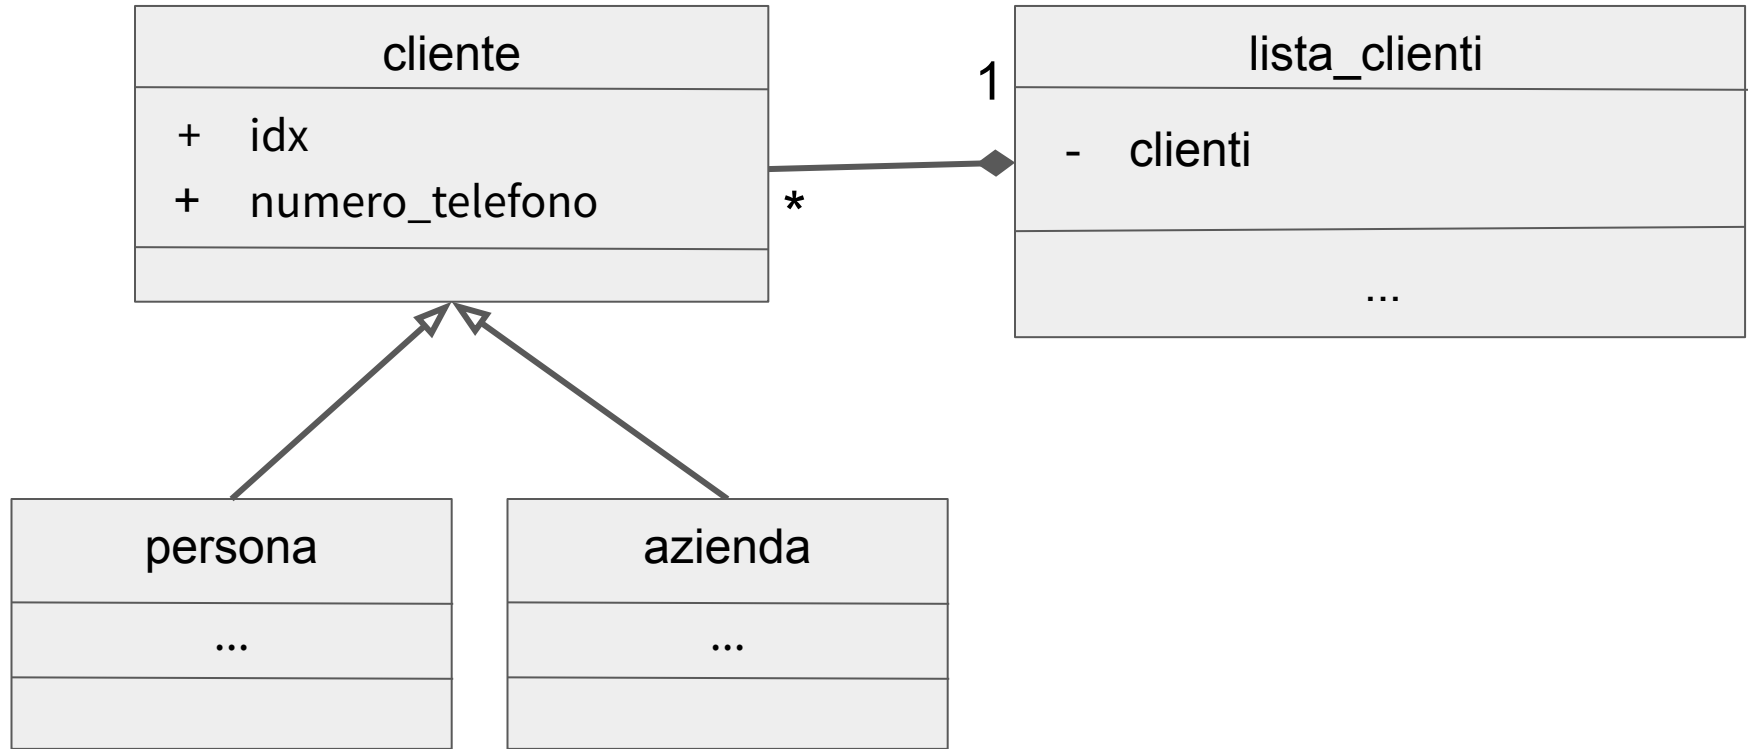 cliente
+ idx
+ numero_telefono
1
*
lista_clienti
- clienti
...
persona
...
azienda
...